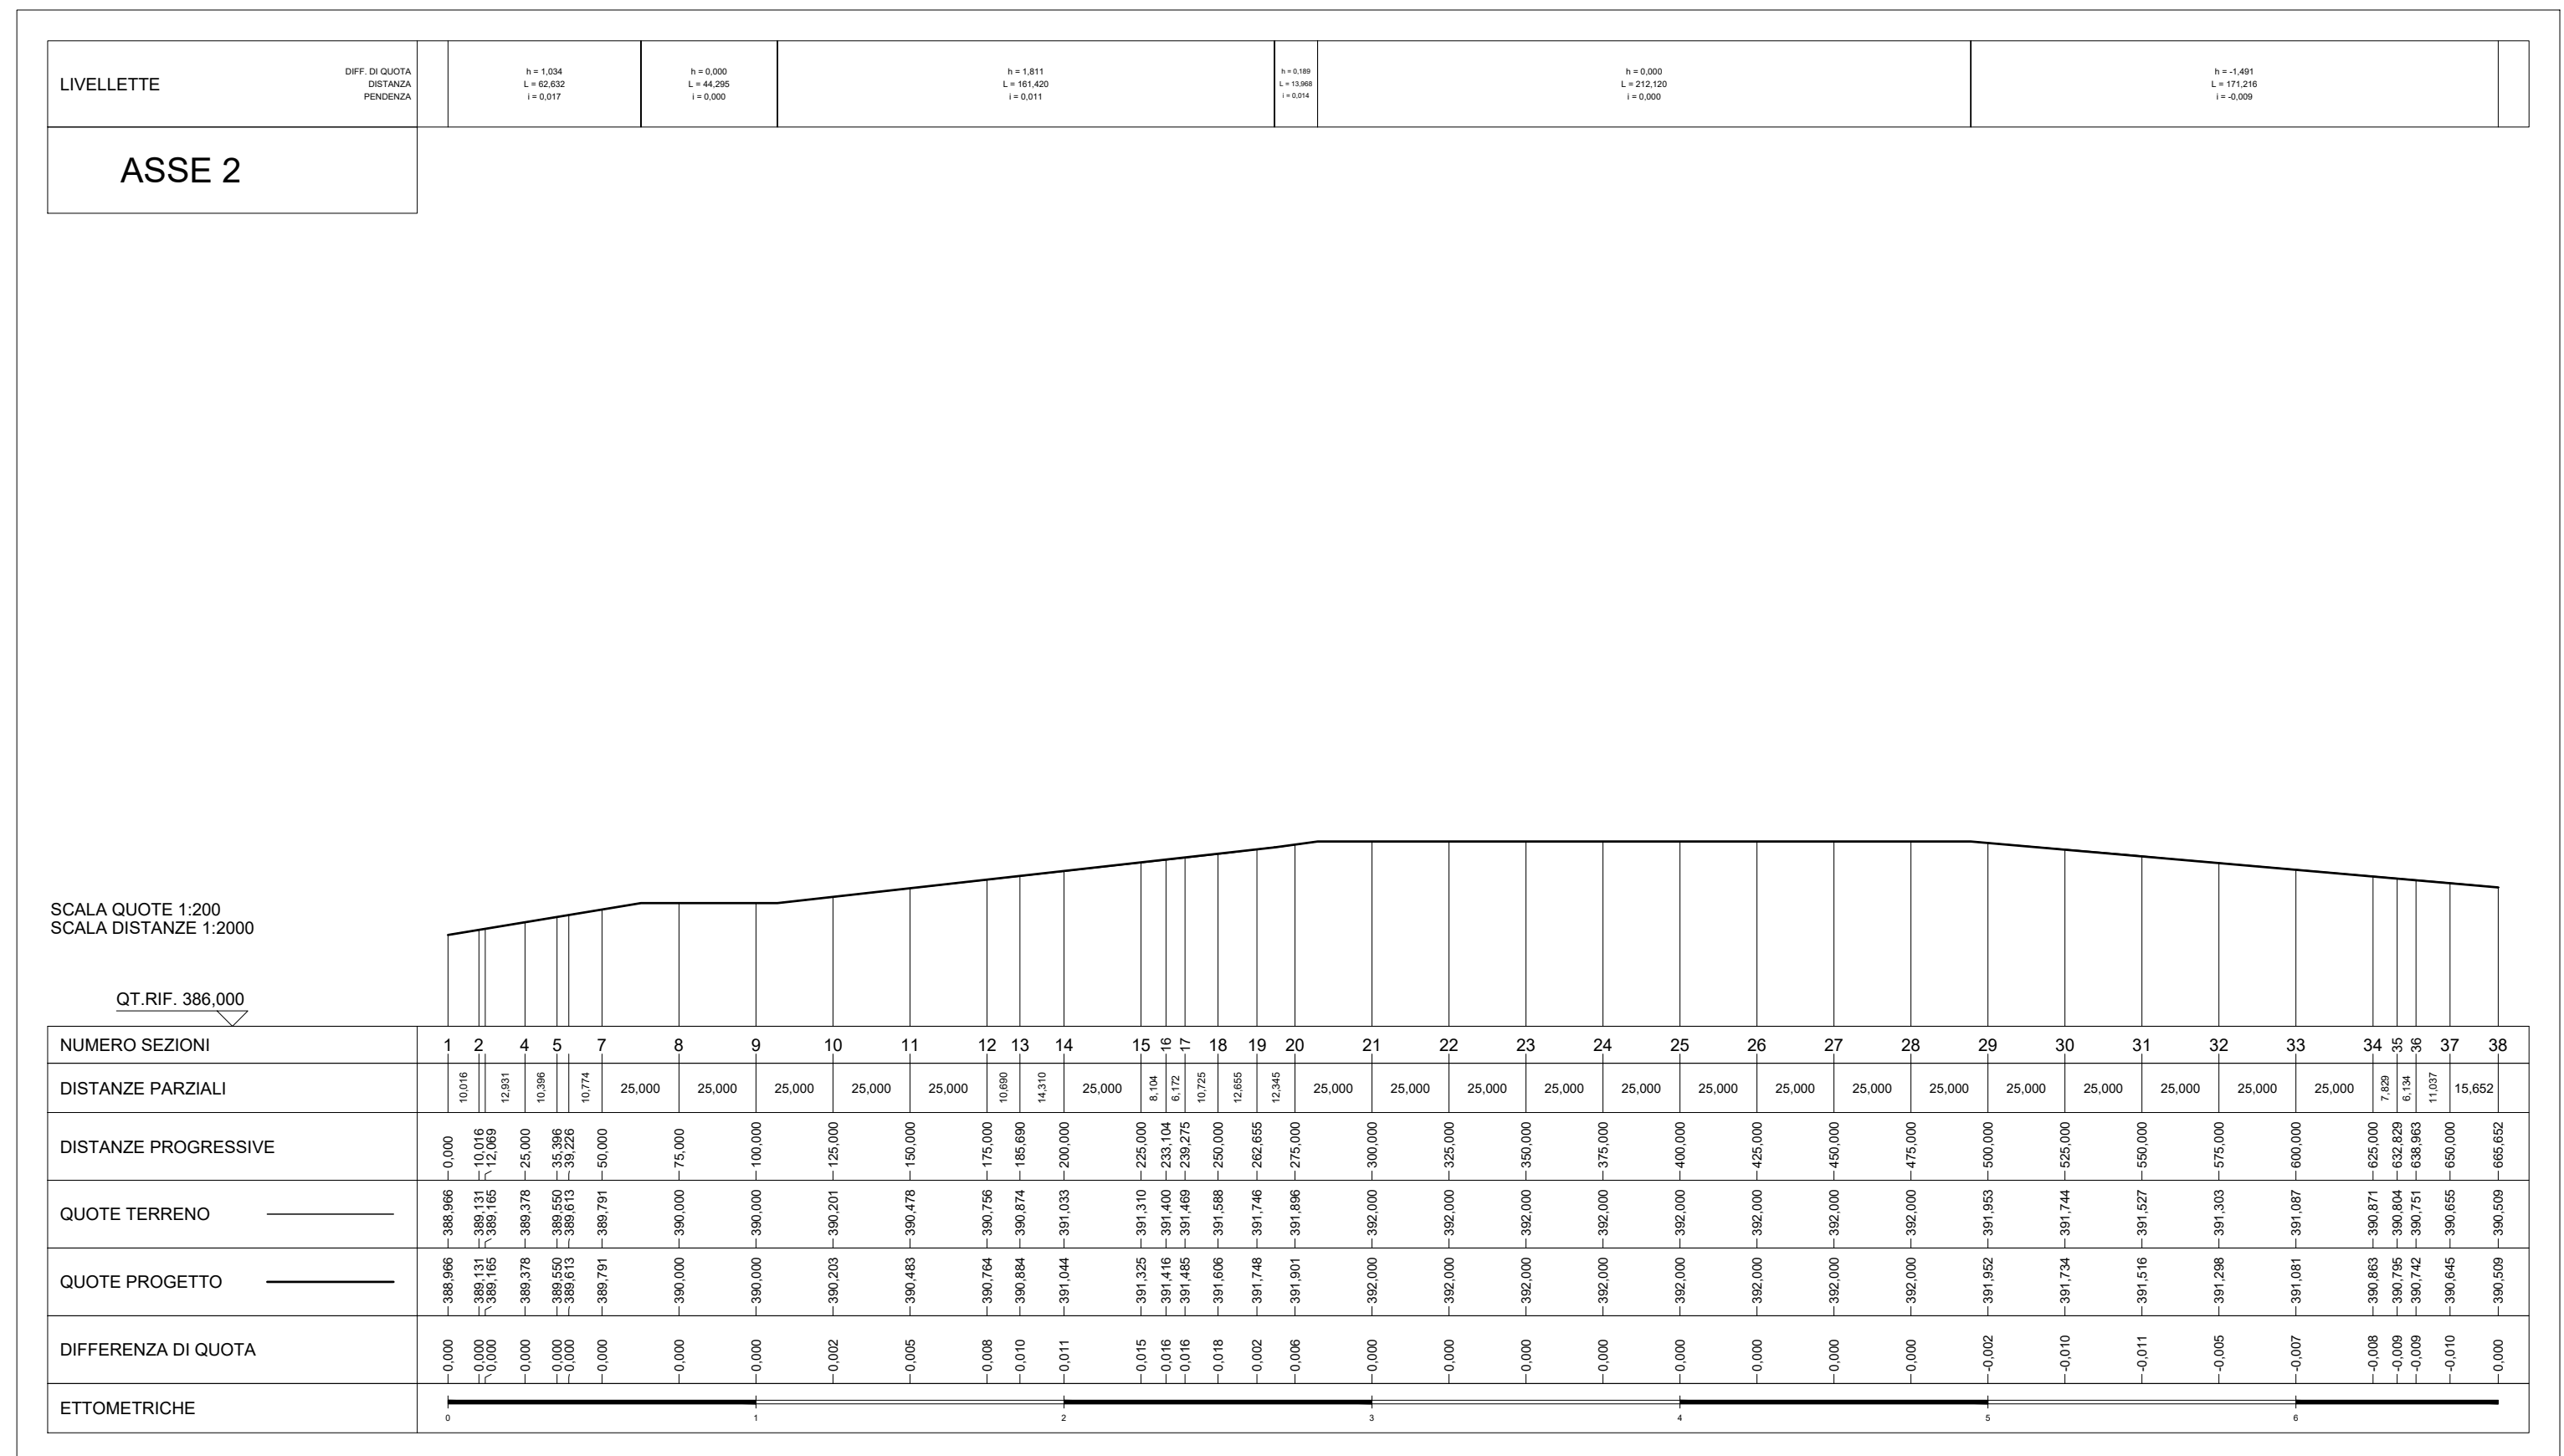 LIVELLETTE
DIFF. DI QUOTA
DISTANZA
PENDENZA
h = 1,034
L = 62,632
i = 0,017
h = 0,000
L = 44,295
i = 0,000
h = 1,811
L = 161,420
i = 0,011
h = 0,189
L = 13,968
i = 0,014
h = 0,000
L = 212,120
i = 0,000
h = -1,491
L = 171,216
i = -0,009
ASSE 2
SCALA QUOTE 1:200
SCALA DISTANZE 1:2000
QT.RIF. 386,000
NUMERO SEZIONI 1 2 4 5 7 8 9 10 11 12 13 14 15 16 17 18 19 20 21 22 23 24 25 26 27 28 29 30 31 32 33 34 35 36 37 38
DISTANZE PARZIALI 10,016 12,931 10,396 10,774 25,000 25,000 25,000 25,000 25,000 10,690 14,310 25,000 8,104 6,172 10,725 12,655 12,345 25,000 25,000 25,000 25,000 25,000 25,000 25,000 25,000 25,000 25,000 25,000 25,000 25,000 25,000 7,829 6,134 11,037 15,652
DISTANZE PROGRESSIVE 0,000 10,016 12,069 25,000 35,396 39,226 50,000 75,000 100,000 125,000 150,000 175,000 185,690 200,000 225,000 233,104 239,275 250,000 262,655 275,000 300,000 325,000 350,000 375,000 400,000 425,000 450,000 475,000 500,000 525,000 550,000 575,000 600,000 625,000 632,829 638,963 650,000 665,652
QUOTE TERRENO 388,966 389,131 389,165 389,378 389,550 389,613 389,791 390,000 390,000 390,201 390,478 390,756 390,874 391,033 391,310 391,400 391,469 391,588 391,746 391,896 392,000 392,000 392,000 392,000 392,000 392,000 392,000 392,000 391,953 391,744 391,527 391,303 391,087 390,871 390,804 390,751 390,655 390,509
QUOTE PROGETTO 388,966 389,131 389,165 389,378 389,550 389,613 389,791 390,000 390,000 390,203 390,483 390,764 390,884 391,044 391,325 391,416 391,485 391,606 391,748 391,901 392,000 392,000 392,000 392,000 392,000 392,000 392,000 392,000 391,952 391,734 391,516 391,298 391,081 390,863 390,795 390,742 390,645 390,509
DIFFERENZA DI QUOTA 0,000 0,000 0,000 0,000 0,000 0,000 0,000 0,000 0,000 0,002 0,005 0,008 0,010 0,011 0,015 0,016 0,016 0,018 0,002 0,006 0,000 0,000 0,000 0,000 0,000 0,000 0,000 0,000 -0,002 -0,010 -0,011 -0,005 -0,007 -0,008 -0,009 -0,009 -0,010 0,000
ETTOMETRICHE 0 1 2 3 4 5 6